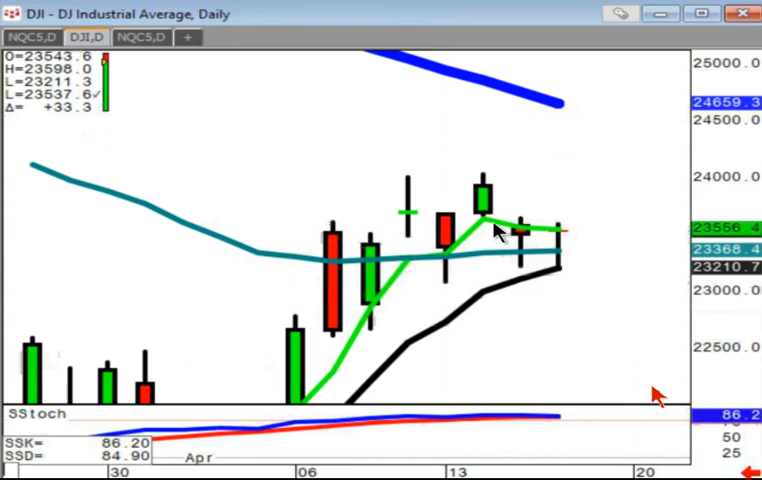 DJI - DJ Industrial Average, Daily
NQC5,D DJI,D NQC5,D +
O=23543.6
H=23598.0
L=23211.3
L=23537.6✓
Δ= +33.3
25000.0
24659.3
24500.0
24000.0
23556.4
23368.4
23210.7
23000.0
22500.0
SStoch
86.2
50
25
SSK= 86.20
SSD= 84.90
Apr
30 06 13 20